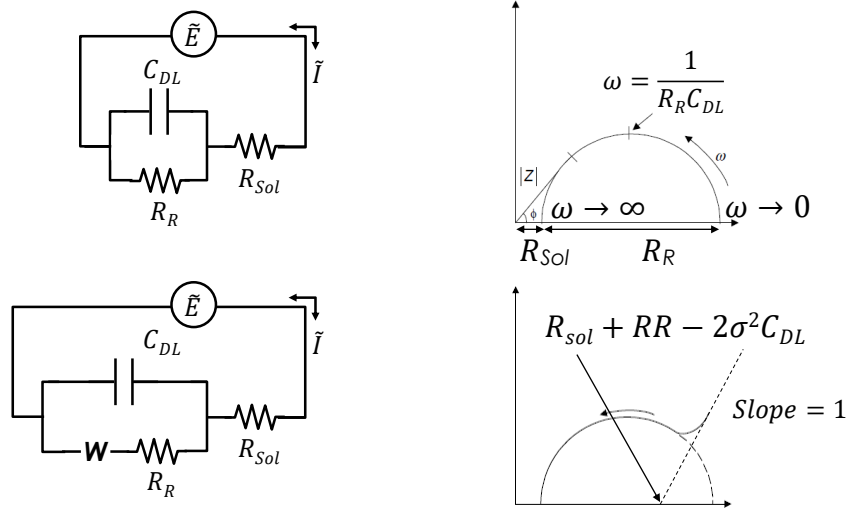 Ẽ
Ĩ
C_DL
R_R
R_Sol
ω = 1/(R_R C_DL)
|Z|
ϕ
ω
ω → ∞
ω → 0
R_Sol
R_R
Ẽ
Ĩ
C_DL
W
R_R
R_Sol
R_sol + RR − 2σ²C_DL
Slope = 1